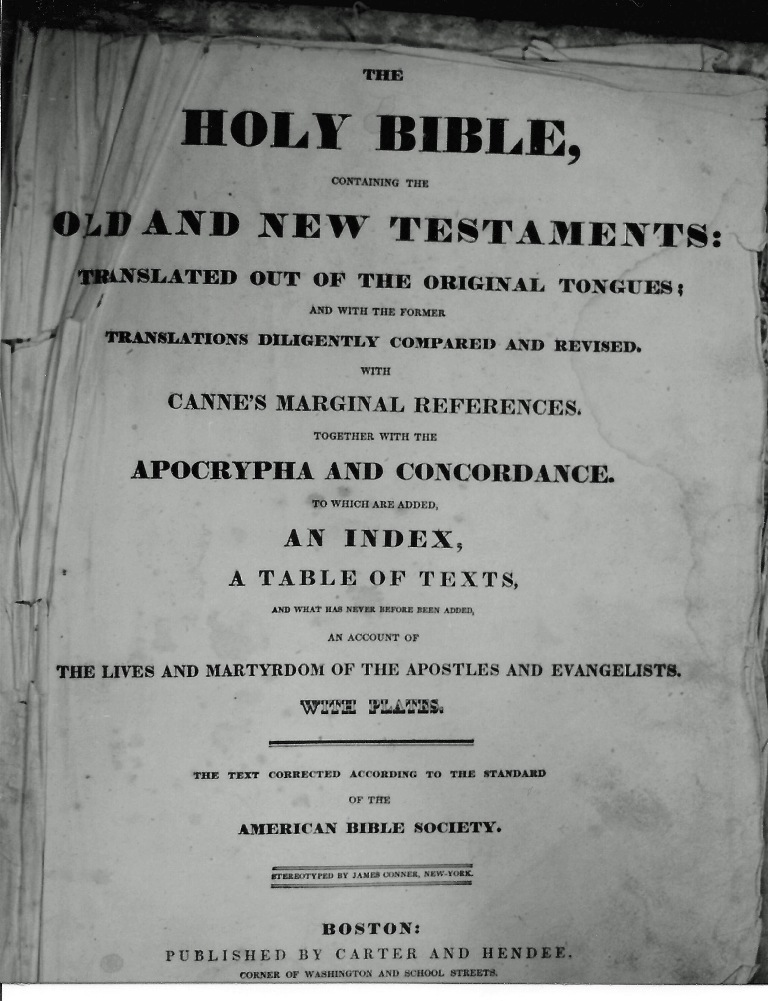 THE
HOLY BIBLE,
CONTAINING THE
OLD AND NEW TESTAMENTS:
TRANSLATED OUT OF THE ORIGINAL TONGUES;
AND WITH THE FORMER
TRANSLATIONS DILIGENTLY COMPARED AND REVISED.
WITH
CANNE'S MARGINAL REFERENCES.
TOGETHER WITH THE
APOCRYPHA AND CONCORDANCE.
TO WHICH ARE ADDED,
AN INDEX,
A TABLE OF TEXTS,
AND WHAT HAS NEVER BEFORE BEEN ADDED,
AN ACCOUNT OF
THE LIVES AND MARTYRDOM OF THE APOSTLES AND EVANGELISTS.
WITH PLATES.
THE TEXT CORRECTED ACCORDING TO THE STANDARD
OF THE
AMERICAN BIBLE SOCIETY.
STEREOTYPED BY JAMES CONNER, NEW-YORK.
BOSTON:
PUBLISHED BY CARTER AND HENDEE.
CORNER OF WASHINGTON AND SCHOOL STREETS.